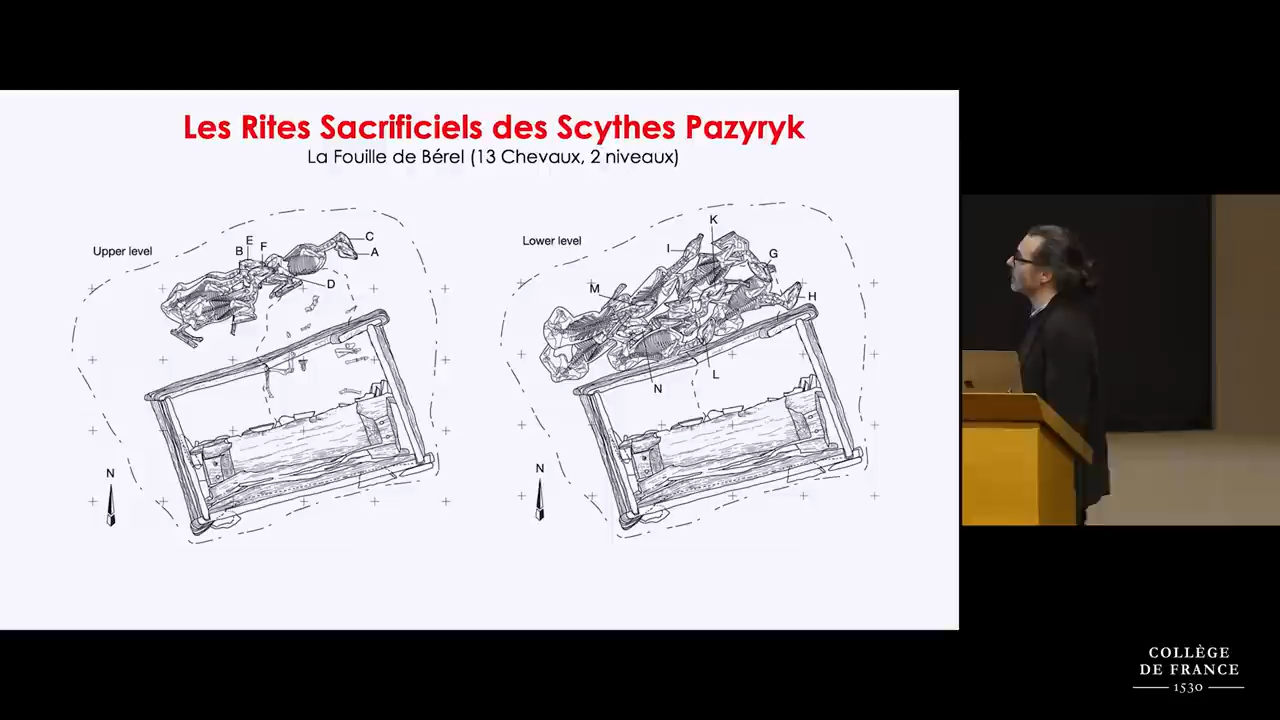 Les Rites Sacrificiels des Scythes Pazyryk
La Fouille de Bérel (13 Chevaux, 2 niveaux)
Upper level
E
B
F
C
A
D
N
Lower level
K
I
G
M
H
L
N
N
COLLÈGE
DE FRANCE
1530